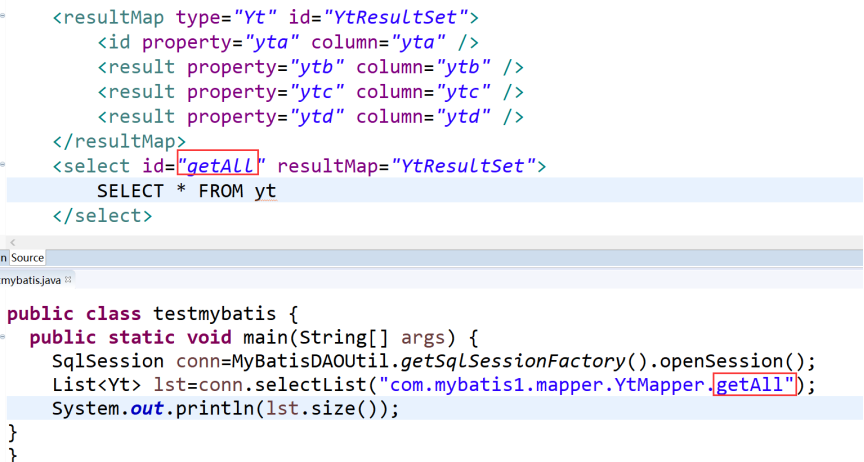 <resultMap type="Yt" id="YtResultSet">
<id property="yta" column="yta" />
<result property="ytb" column="ytb" />
<result property="ytc" column="ytc" />
<result property="ytd" column="ytd" />
</resultMap>
<select id="getAll" resultMap="YtResultSet">
SELECT * FROM yt
</select>
n Source
tmybatis.java
public class testmybatis {
public static void main(String[] args) {
SqlSession conn=MyBatisDAOUtil.getSqlSessionFactory().openSession();
List<Yt> lst=conn.selectList("com.mybatis1.mapper.YtMapper.getAll");
System.out.println(lst.size());
}
}